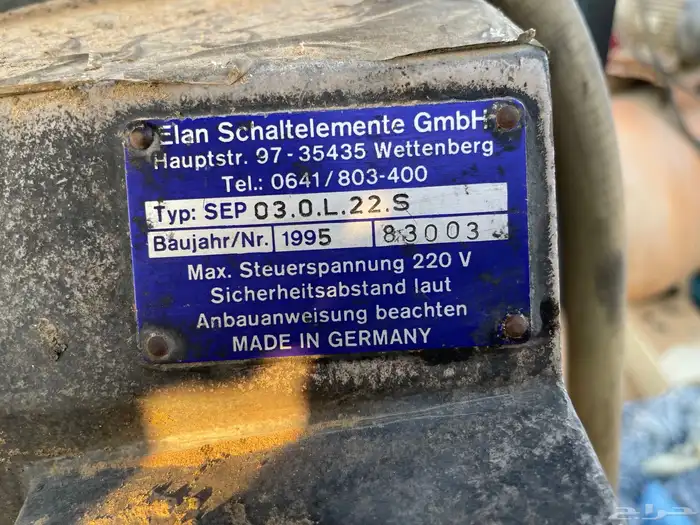 Elan Schaltelemente GmbH
Hauptstr. 97 - 35435 Wettenberg
Tel.: 0641/803-400
Typ: SEP 03.0.L.22.S
Baujahr/Nr. 1995 83003
Max. Steuerspannung 220 V
Sicherheitsabstand laut
Anbauanweisung beachten
MADE IN GERMANY
حراج